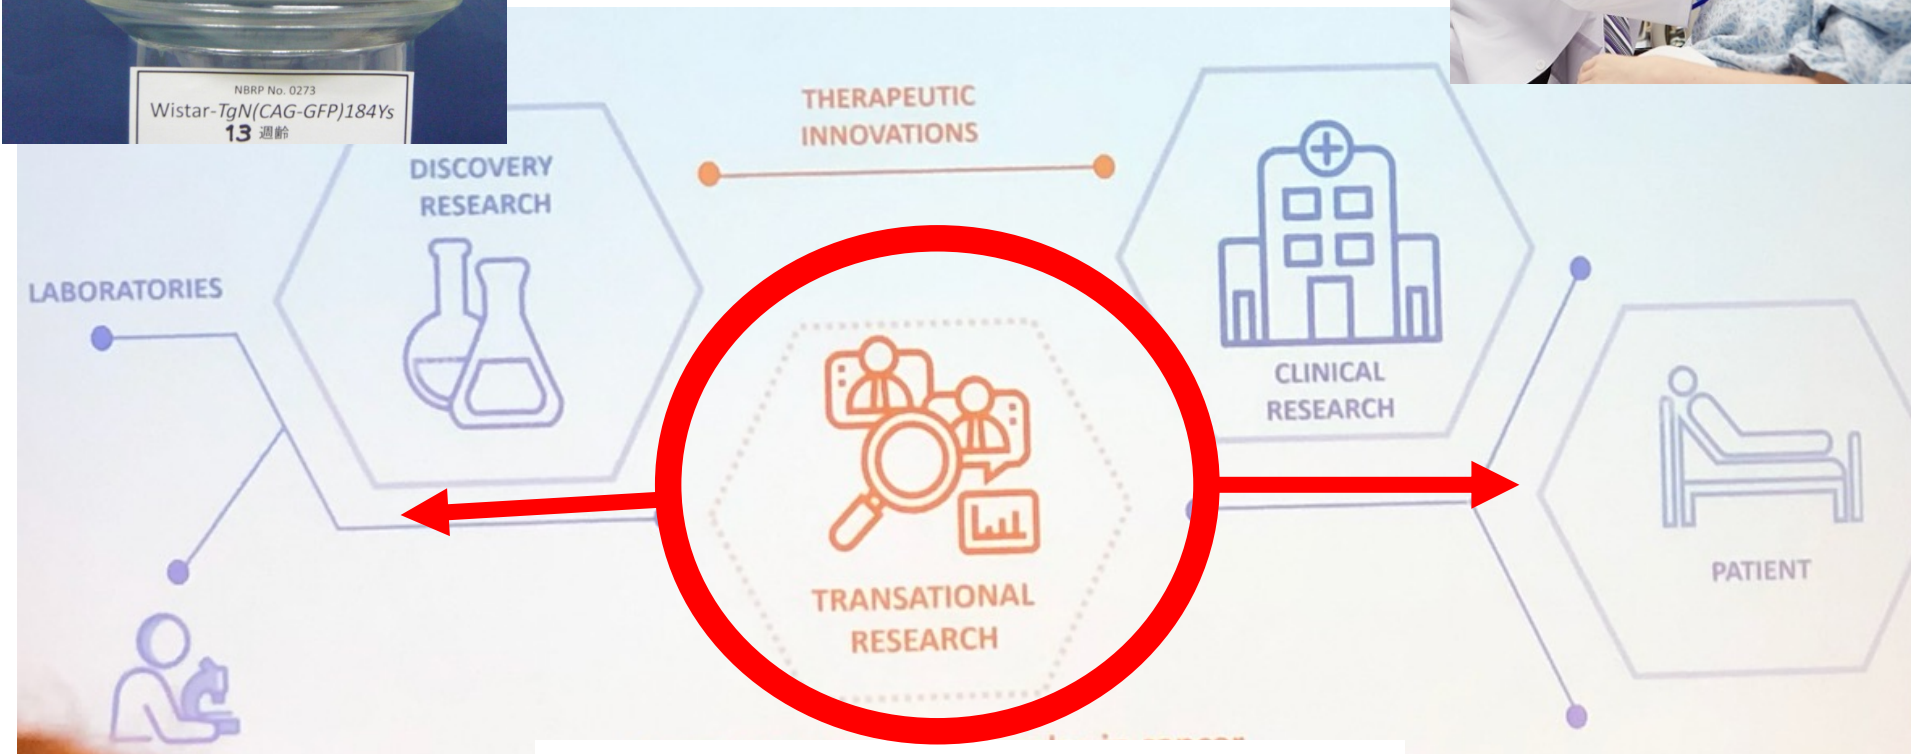 NBRP No. 0273
Wistar-TgN(CAG-GFP)184Ys
13 週齢
THERAPEUTIC
INNOVATIONS
DISCOVERY
RESEARCH
LABORATORIES
CLINICAL
RESEARCH
TRANSATIONAL
RESEARCH
PATIENT